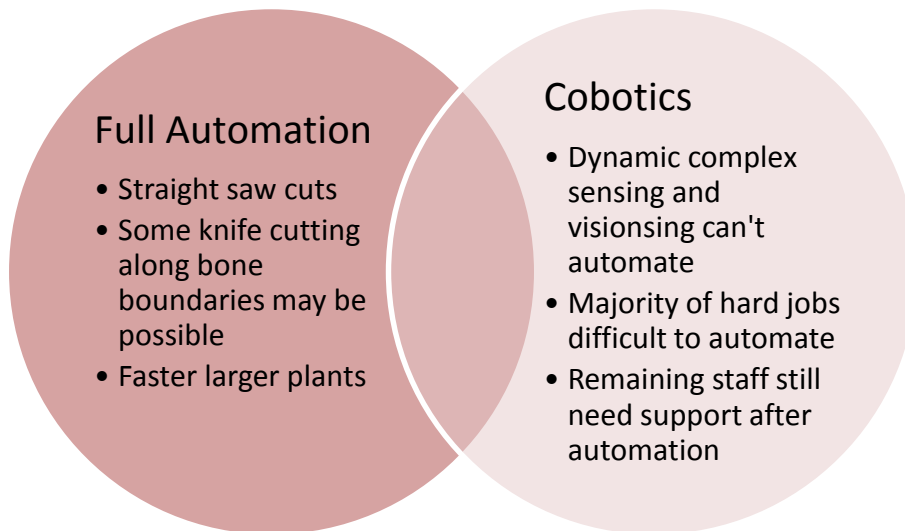 Full Automation
• Straight saw cuts
• Some knife cutting
along bone
boundaries may be
possible
• Faster larger plants
Cobotics
• Dynamic complex
sensing and
visionsing can't
automate
• Majority of hard jobs
difficult to automate
• Remaining staff still
need support after
automation